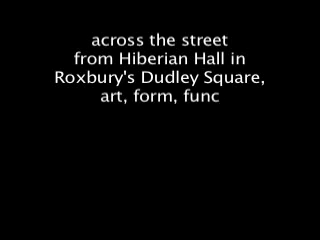 across the street
from Hiberian Hall in
Roxbury's Dudley Square,
art, form, func